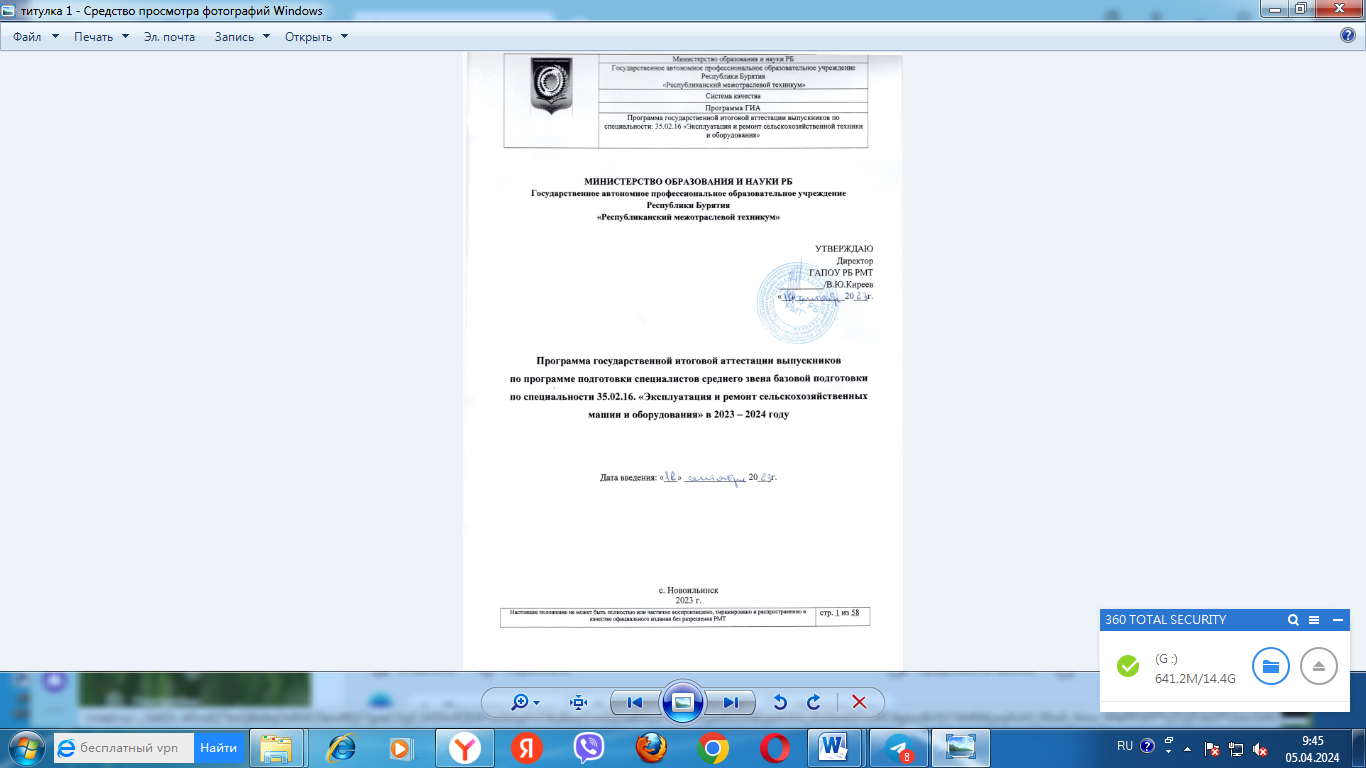 титулка 1 - Средство просмотра фотографий Windows
Файл Печать Эл. почта Запись Открыть
Министерство образования и науки РБ
Государственное автономное профессиональное образовательное учреждение
Республики Бурятия
«Республиканский межотраслевой техникум»
Система качества
Программа ГИА
Программа государственной итоговой аттестации выпускников по
специальности: 35.02.16 «Эксплуатация и ремонт сельскохозяйственной техники
и оборудования»
МИНИСТЕРСТВО ОБРАЗОВАНИЯ И НАУКИ РБ
Государственное автономное профессиональное образовательное учреждение
Республики Бурятия
«Республиканский межотраслевой техникум»
УТВЕРЖДАЮ
Директор
ГАПОУ РБ РМТ
/В.Ю.Киреев
« » сентября 20 23г.
РМТ
Программа государственной итоговой аттестации выпускников
по программе подготовки специалистов среднего звена базовой подготовки
по специальности 35.02.16. «Эксплуатация и ремонт сельскохозяйственных
машин и оборудования» в 2023 – 2024 году
Дата введения: «18» сентября 20 23г.
с. Новоильинск
2023 г.
Настоящее положение не может быть полностью или частично воспроизведено, тиражировано и распространено в
качестве официального издания без разрешения РМТ
стр. 1 из 58
360 TOTAL SECURITY
(G :)
641.2M/14.4G
бесплатный vpn Найти
8
RU
9:45
05.04.2024